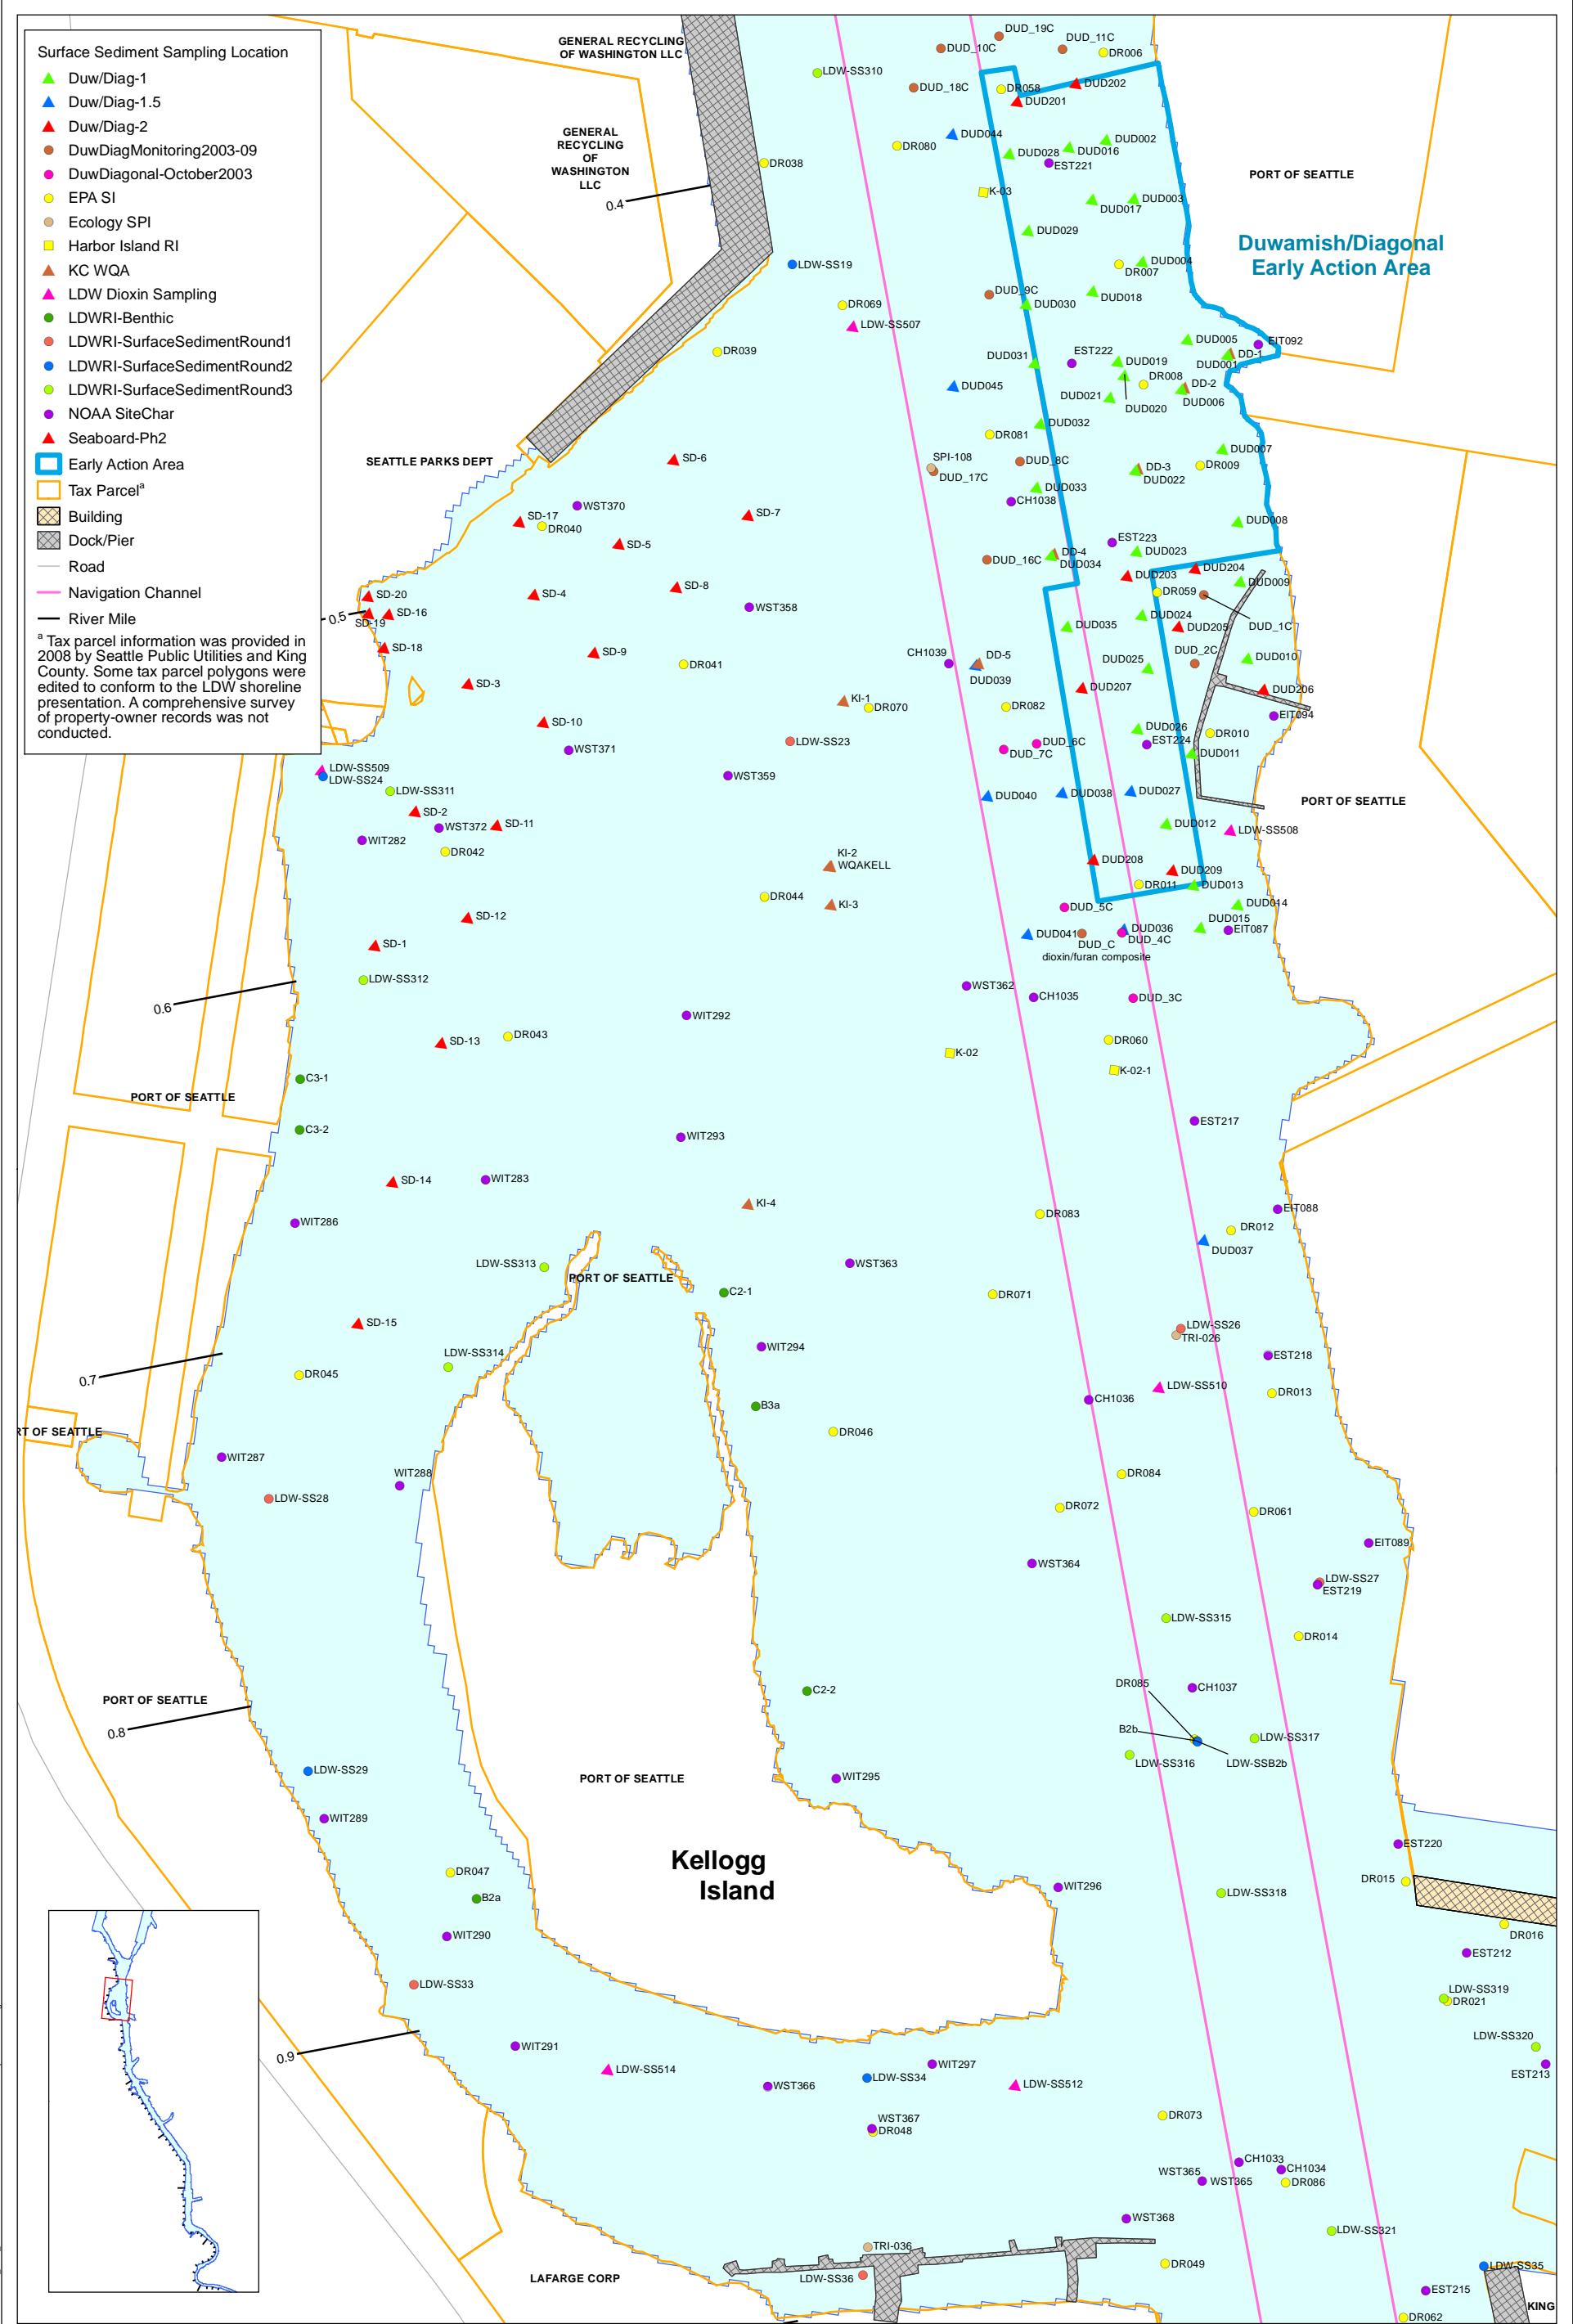 Surface Sediment Sampling Location
Duw/Diag-1
Duw/Diag-1.5
Duw/Diag-2
DuwDiagMonitoring2003-09
DuwDiagonal-October2003
EPA SI
Ecology SPI
Harbor Island RI
KC WQA
LDW Dioxin Sampling
LDWRI-Benthic
LDWRI-SurfaceSedimentRound1
LDWRI-SurfaceSedimentRound2
LDWRI-SurfaceSedimentRound3
NOAA SiteChar
Seaboard-Ph2
Early Action Area
Tax Parcel^a
Building
Dock/Pier
Road
Navigation Channel
River Mile
^a Tax parcel information was provided in
2008 by Seattle Public Utilities and King
County. Some tax parcel polygons were
edited to conform to the LDW shoreline
presentation. A comprehensive survey
of property-owner records was not
conducted.
GENERAL RECYCLING
OF WASHINGTON LLC
GENERAL
RECYCLING
OF
WASHINGTON
LLC
0.4
DUD_19C
DUD_10C
DUD_11C
DR006
LDW-SS310
DUD_18C
DR058
DUD202
DUD201
DUD044
DR080
DUD002
DUD016
DUD028
EST221
DR038
PORT OF SEATTLE
K-03
DUD003
DUD017
DUD029
Duwamish/Diagonal
Early Action Area
LDW-SS19
DUD004
DR007
DUD_9C
DUD018
DR069
DUD030
LDW-SS507
DUD005
EIT092
DR039
EST222
DD-1
DUD031
DUD019
DUD001
DR008
DUD045
DD-2
DUD021
DUD006
DUD020
DUD032
DR081
DUD007
SEATTLE PARKS DEPT
SD-6
SPI-108
DUD_8C
DR009
DUD_17C
DD-3
DUD022
DUD033
CH1038
WST370
SD-17
DR040
SD-7
DUD008
SD-5
EST223
DUD023
DD-4
DUD034
DUD_16C
DUD204
DUD203
DUD009
SD-8
SD-4
DR059
SD-20
SD-16
SD-19
0.5
WST358
DUD024
DUD_1C
DUD035
DUD205
SD-18
SD-9
DUD_2C
DUD010
CH1039
DD-5
DUD039
DR041
DUD025
SD-3
DUD207
DUD206
KI-1
DR070
DR082
EIT094
SD-10
DUD026
DR010
LDW-SS23
DUD_6C
DUD_7C
EST224
DUD011
WST371
LDW-SS509
LDW-SS24
WST359
LDW-SS311
DUD040
DUD038
DUD027
PORT OF SEATTLE
SD-2
SD-11
WST372
DUD012
LDW-SS508
WIT282
DR042
KI-2
WQAKELL
DUD208
DUD209
DR011
DUD013
DR044
KI-3
DUD_5C
DUD014
SD-12
DUD015
EIT087
DUD041
DUD036
DUD_C
DUD_4C
dioxin/furan composite
SD-1
LDW-SS312
WST362
CH1035
DUD_3C
0.6
WIT292
DR043
SD-13
DR060
K-02
K-02-1
C3-1
PORT OF SEATTLE
EST217
C3-2
WIT293
SD-14
WIT283
KI-4
EIT088
WIT286
DR083
DR012
DUD037
LDW-SS313
PORT OF SEATTLE
WST363
C2-1
DR071
SD-15
LDW-SS26
TRI-026
WIT294
LDW-SS314
EST218
0.7
DR045
LDW-SS510
DR013
CH1036
B3a
RT OF SEATTLE
DR046
WIT287
WIT288
DR084
LDW-SS28
DR072
DR061
EIT089
WST364
LDW-SS27
EST219
LDW-SS315
DR014
DR085
CH1037
C2-2
PORT OF SEATTLE
0.8
B2b
LDW-SS317
LDW-SS316
LDW-SSB2b
LDW-SS29
PORT OF SEATTLE
WIT295
WIT289
EST220
Kellogg
Island
DR047
DR015
WIT296
LDW-SS318
B2a
DR016
WIT290
EST212
LDW-SS33
LDW-SS319
DR021
LDW-SS320
WIT291
0.9
LDW-SS514
WIT297
LDW-SS34
EST213
WST366
LDW-SS512
WST367
DR048
DR073
CH1033
CH1034
WST365
WST365
DR086
WST368
LDW-SS321
TRI-036
DR049
LDW-SS35
LAFARGE CORP
LDW-SS36
EST215
KING
DR062